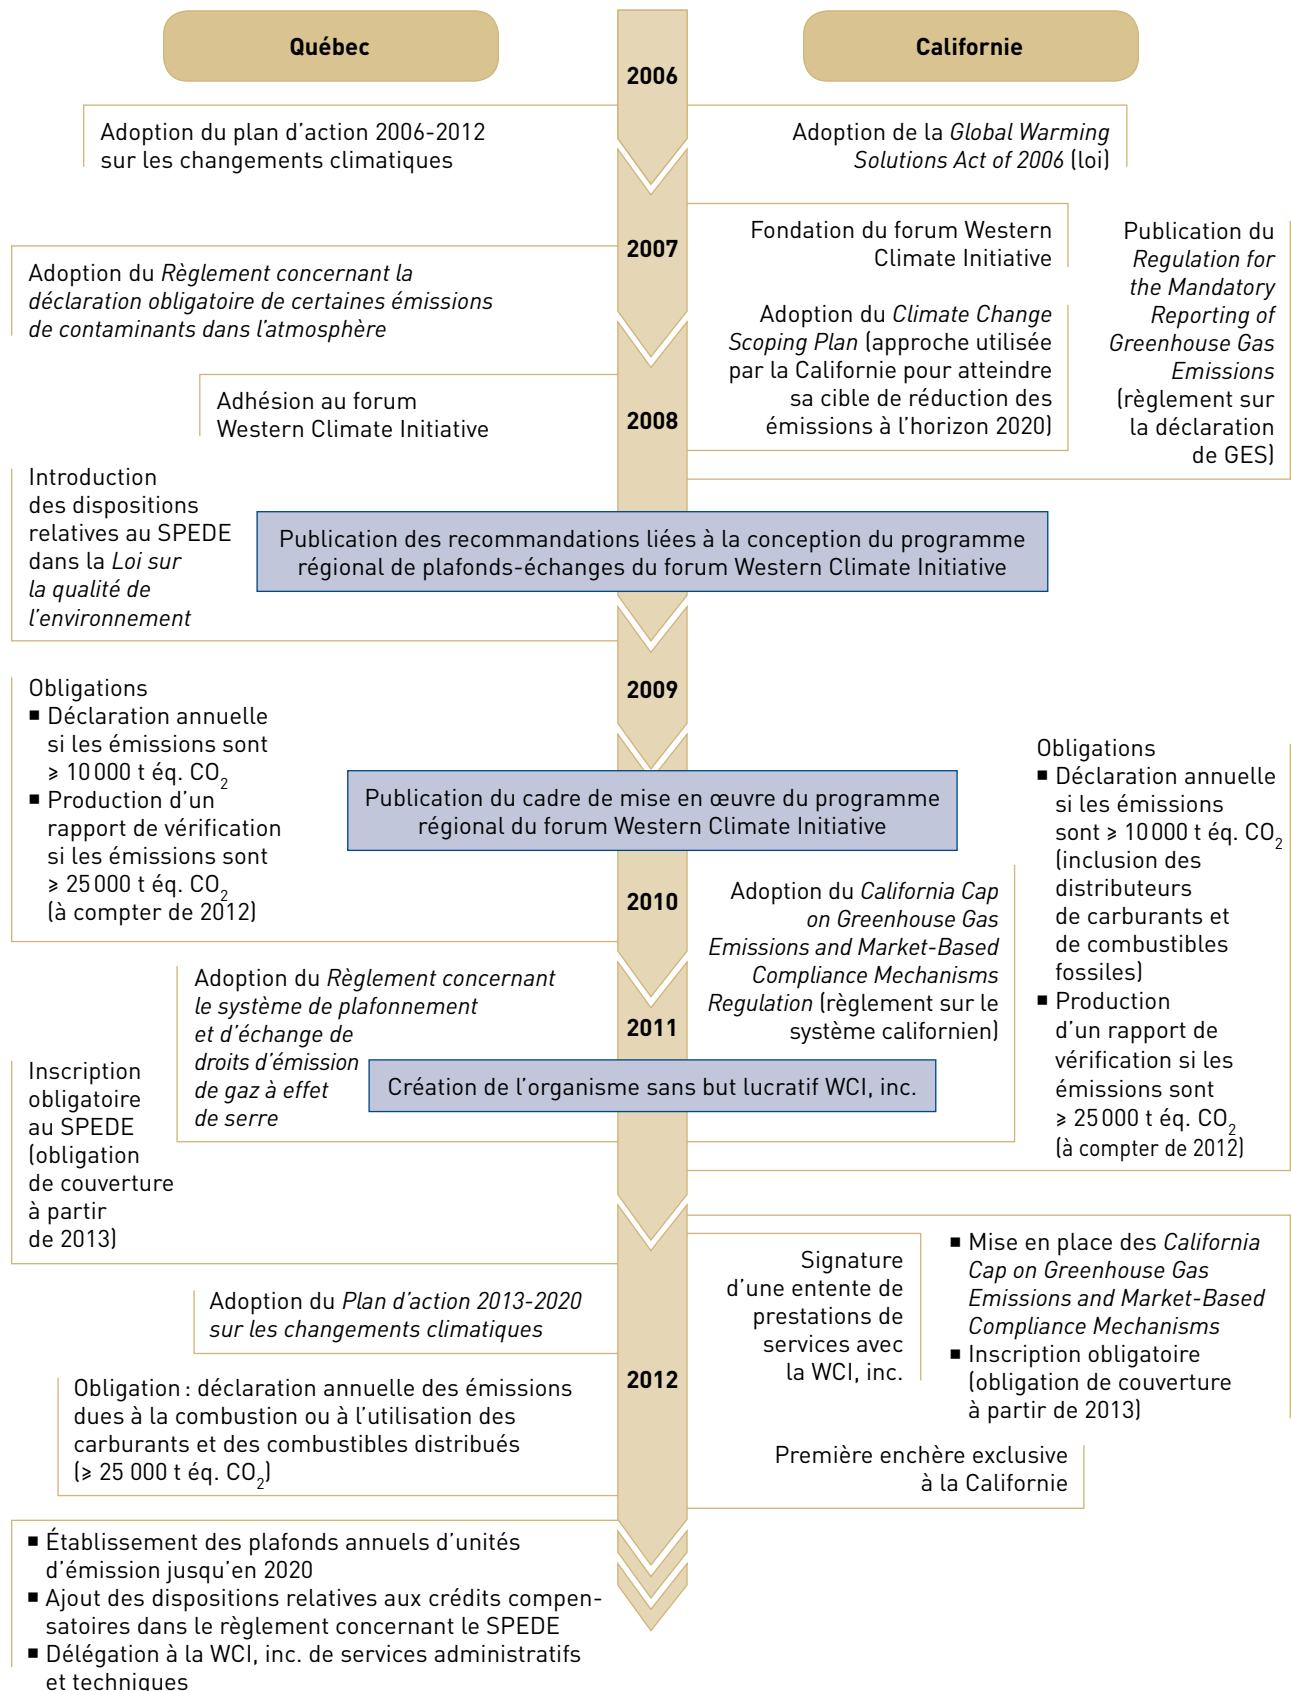 Québec
Californie
2006
Adoption du plan d'action 2006-2012
sur les changements climatiques
Adoption de la Global Warming
Solutions Act of 2006 (loi)
2007
Fondation du forum Western
Climate Initiative
Publication du
Regulation for
the Mandatory
Reporting of
Greenhouse Gas
Emissions
(règlement sur
la déclaration
de GES)
Adoption du Règlement concernant la
déclaration obligatoire de certaines émissions
de contaminants dans l'atmosphère
Adoption du Climate Change
Scoping Plan (approche utilisée
par la Californie pour atteindre
sa cible de réduction des
émissions à l'horizon 2020)
2008
Adhésion au forum
Western Climate Initiative
Introduction
des dispositions
relatives au SPEDE
dans la Loi sur
la qualité de
l'environnement
Publication des recommandations liées à la conception du programme
régional de plafonds-échanges du forum Western Climate Initiative
2009
Obligations
■ Déclaration annuelle
si les émissions sont
≥ 10 000 t éq. CO2
■ Production d'un
rapport de vérification
si les émissions sont
≥ 25 000 t éq. CO2
(à compter de 2012)
Publication du cadre de mise en œuvre du programme
régional du forum Western Climate Initiative
Obligations
■ Déclaration annuelle
si les émissions
sont ≥ 10 000 t éq. CO2
(inclusion des
distributeurs
de carburants et
de combustibles
fossiles)
■ Production
d'un rapport de
vérification si les
émissions sont
≥ 25 000 t éq. CO2
(à compter de 2012)
2010
Adoption du California Cap
on Greenhouse Gas
Emissions and Market-Based
Compliance Mechanisms
Regulation (règlement sur le
système californien)
Adoption du Règlement concernant
le système de plafonnement
et d'échange de
droits d'émission
de gaz à effet
de serre
2011
Création de l'organisme sans but lucratif WCI, inc.
Inscription
obligatoire
au SPEDE
(obligation
de couverture
à partir
de 2013)
Signature
d'une entente de
prestations de
services avec
la WCI, inc.
■ Mise en place des California
Cap on Greenhouse Gas
Emissions and Market-Based
Compliance Mechanisms
■ Inscription obligatoire
(obligation de couverture
à partir de 2013)
Adoption du Plan d'action 2013-2020
sur les changements climatiques
2012
Obligation : déclaration annuelle des émissions
dues à la combustion ou à l'utilisation des
carburants et des combustibles distribués
(≥ 25 000 t éq. CO2)
Première enchère exclusive
à la Californie
■ Établissement des plafonds annuels d'unités
d'émission jusqu'en 2020
■ Ajout des dispositions relatives aux crédits compen-
satoires dans le règlement concernant le SPEDE
■ Délégation à la WCI, inc. de services administratifs
et techniques